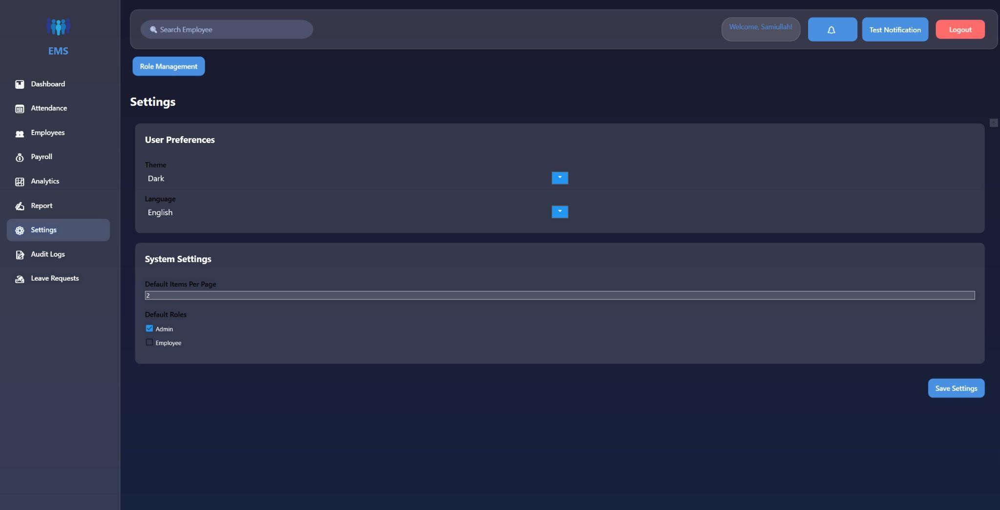 EMS
Dashboard
Attendance
Employees
Payroll
Analytics
Report
Settings
Audit Logs
Leave Requests
Search Employee
Welcome, Samiullah!
Test Notification
Logout
Role Management
Settings
User Preferences
Theme
Dark
Language
English
System Settings
Default Items Per Page
2
Default Roles
Admin
Employee
Save Settings